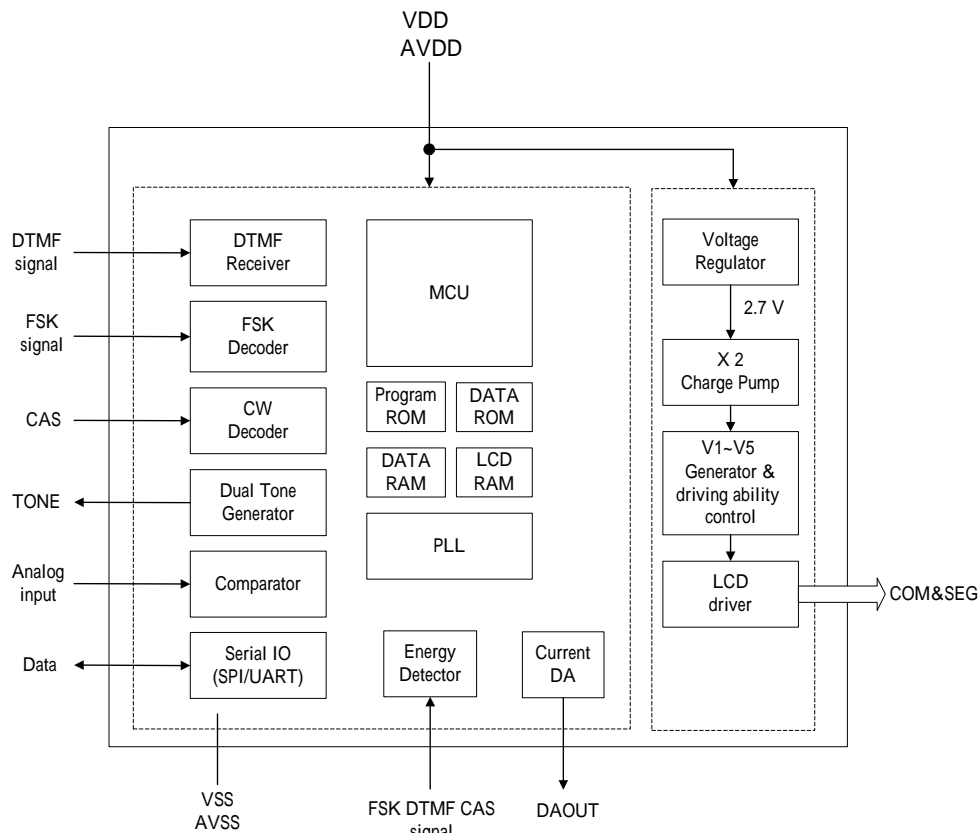 VDD
AVDD
DTMF
signal
DTMF
Receiver
MCU
Voltage
Regulator
2.7 V
FSK
signal
FSK
Decoder
X 2
Charge Pump
CAS
CW
Decoder
Program
ROM
DATA
ROM
V1~V5
Generator &
driving ability
control
DATA
RAM
LCD
RAM
TONE
Dual Tone
Generator
PLL
Analog
input
Comparator
LCD
driver
COM&SEG
Data
Serial IO
(SPI/UART)
Energy
Detector
Current
DA
VSS
AVSS
FSK DTMF CAS
signal
DAOUT